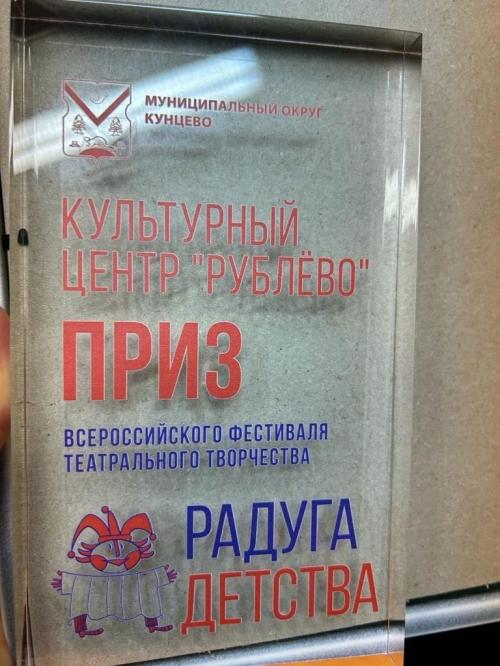 МУНИЦИПАЛЬНЫЙ ОКРУГ
КУНЦЕВО
КУЛЬТУРНЫЙ
ЦЕНТР "РУБЛЁВО"
ПРИЗ
ВСЕРОССИЙСКОГО ФЕСТИВАЛЯ
ТЕАТРАЛЬНОГО ТВОРЧЕСТВА
РАДУГА
ДЕТСТВА